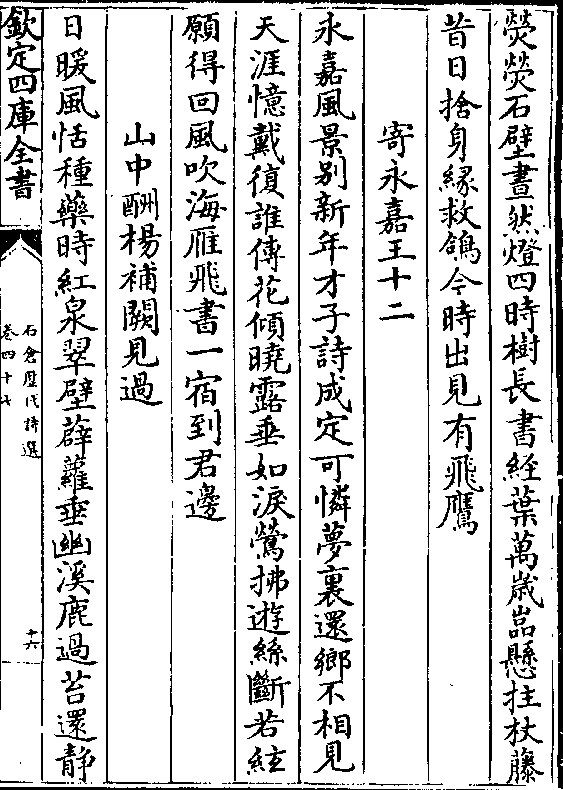 熒熒石壁晝然燈四時樹長書經葉萬歳嵓懸拄杖藤
昔日捨身縁救鴿今時出見有飛鷹
寄永嘉王十二
永嘉風景别新年才子詩成定可憐夢裏還鄉不相見
天涯憶戴復誰傳花傾曉露垂如淚鶯拂遊絲斷若絃
願得回風吹海雁飛書一宿到君邊
山中酬楊補闕見過
日暖風恬種藥時紅泉翠壁薜蘿垂幽溪鹿過苔還靜
欽定四庫全書
石倉歷代詩選
卷四十七
十六